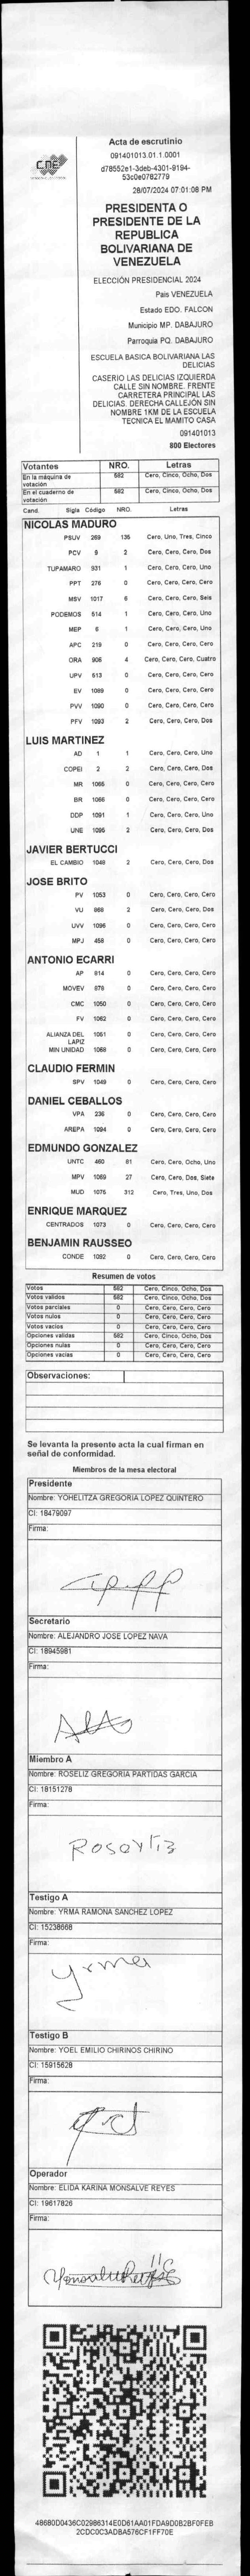 Acta de escrutinio
CNE
091401013.01.1.0001
d78552e1-3deb-4301-9194-
53c0e0782779
28/07/2024 07:01:08 PM
PRESIDENTA O
PRESIDENTE DE LA
REPUBLICA
BOLIVARIANA DE
VENEZUELA
ELECCIÓN PRESIDENCIAL 2024
Pais VENEZUELA
Estado EDO. FALCON
Municipio MP. DABAJURO
Parroquia PQ. DABAJURO
ESCUELA BASICA BOLIVARIANA LAS
DELICIAS
CASERIO LAS DELICIAS IZQUIERDA
CALLE SIN NOMBRE. FRENTE
CARRETERA PRINCIPAL LAS
DELICIAS. DERECHA CALLEJÓN SIN
NOMBRE 1KM DE LA ESCUELA
TECNICA EL MAMITO CASA
091401013
800 Electores
Votantes NRO. Letras
En la máquina de votación 582 Cero, Cinco, Ocho, Dos
En el cuaderno de votación 582 Cero, Cinco, Ocho, Dos
Cand. Sigla Código NRO. Letras
NICOLAS MADURO
PSUV 269 135 Cero, Uno, Tres, Cinco
PCV 9 2 Cero, Cero, Cero, Dos
TUPAMARO 931 1 Cero, Cero, Cero, Uno
PPT 276 0 Cero, Cero, Cero, Cero
MSV 1017 6 Cero, Cero, Cero, Seis
PODEMOS 514 1 Cero, Cero, Cero, Uno
MEP 6 1 Cero, Cero, Cero, Uno
APC 219 0 Cero, Cero, Cero, Cero
ORA 906 4 Cero, Cero, Cero, Cuatro
UPV 513 0 Cero, Cero, Cero, Cero
EV 1089 0 Cero, Cero, Cero, Cero
PVV 1090 0 Cero, Cero, Cero, Cero
PFV 1093 2 Cero, Cero, Cero, Dos
LUIS MARTINEZ
AD 1 1 Cero, Cero, Cero, Uno
COPEI 2 2 Cero, Cero, Cero, Dos
MR 1065 0 Cero, Cero, Cero, Cero
BR 1066 0 Cero, Cero, Cero, Cero
DDP 1091 1 Cero, Cero, Cero, Uno
UNE 1095 2 Cero, Cero, Cero, Dos
JAVIER BERTUCCI
EL CAMBIO 1048 2 Cero, Cero, Cero, Dos
JOSE BRITO
PV 1053 0 Cero, Cero, Cero, Cero
VU 868 2 Cero, Cero, Cero, Dos
UVV 1096 0 Cero, Cero, Cero, Cero
MPJ 458 0 Cero, Cero, Cero, Cero
ANTONIO ECARRI
AP 814 0 Cero, Cero, Cero, Cero
MOVEV 878 0 Cero, Cero, Cero, Cero
CMC 1050 0 Cero, Cero, Cero, Cero
FV 1062 0 Cero, Cero, Cero, Cero
ALIANZA DEL LAPIZ 1051 0 Cero, Cero, Cero, Cero
MIN UNIDAD 1068 0 Cero, Cero, Cero, Cero
CLAUDIO FERMIN
SPV 1049 0 Cero, Cero, Cero, Cero
DANIEL CEBALLOS
VPA 236 0 Cero, Cero, Cero, Cero
AREPA 1094 0 Cero, Cero, Cero, Cero
EDMUNDO GONZALEZ
UNTC 460 81 Cero, Cero, Ocho, Uno
MPV 1069 27 Cero, Cero, Dos, Siete
MUD 1075 312 Cero, Tres, Uno, Dos
ENRIQUE MARQUEZ
CENTRADOS 1073 0 Cero, Cero, Cero, Cero
BENJAMIN RAUSSEO
CONDE 1092 0 Cero, Cero, Cero, Cero
Resumen de votos
Votos 582 Cero, Cinco, Ocho, Dos
Votos validos 582 Cero, Cinco, Ocho, Dos
Votos parciales 0 Cero, Cero, Cero, Cero
Votos nulos 0 Cero, Cero, Cero, Cero
Votos vacios 0 Cero, Cero, Cero, Cero
Opciones validas 582 Cero, Cinco, Ocho, Dos
Opciones nulas 0 Cero, Cero, Cero, Cero
Opciones vacias 0 Cero, Cero, Cero, Cero
Observaciones:
Se levanta la presente acta la cual firman en
señal de conformidad.
Miembros de la mesa electoral
Presidente
Nombre: YOHELITZA GREGORIA LOPEZ QUINTERO
CI: 18479097
Firma:
Secretario
Nombre: ALEJANDRO JOSE LOPEZ NAVA
CI: 18945981
Firma:
Miembro A
Nombre: ROSELIZ GREGORIA PARTIDAS GARCIA
CI: 18151278
Firma:
Testigo A
Nombre: YRMA RAMONA SANCHEZ LOPEZ
CI: 15238668
Firma:
Yrma
Testigo B
Nombre: YOEL EMILIO CHIRINOS CHIRINO
CI: 15915628
Firma:
Operador
Nombre: ELIDA KARINA MONSALVE REYES
CI: 19617826
Firma:
48680D0436C02986314E0D61AA01FDA9D0B2BF0FEB
2CDC0C3ADBA576CF1FF70E